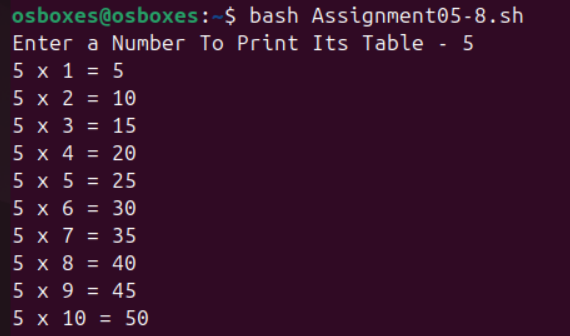 osboxes@osboxes:~$ bash Assignment05-8.sh
Enter a Number To Print Its Table - 5
5 x 1 = 5
5 x 2 = 10
5 x 3 = 15
5 x 4 = 20
5 x 5 = 25
5 x 6 = 30
5 x 7 = 35
5 x 8 = 40
5 x 9 = 45
5 x 10 = 50